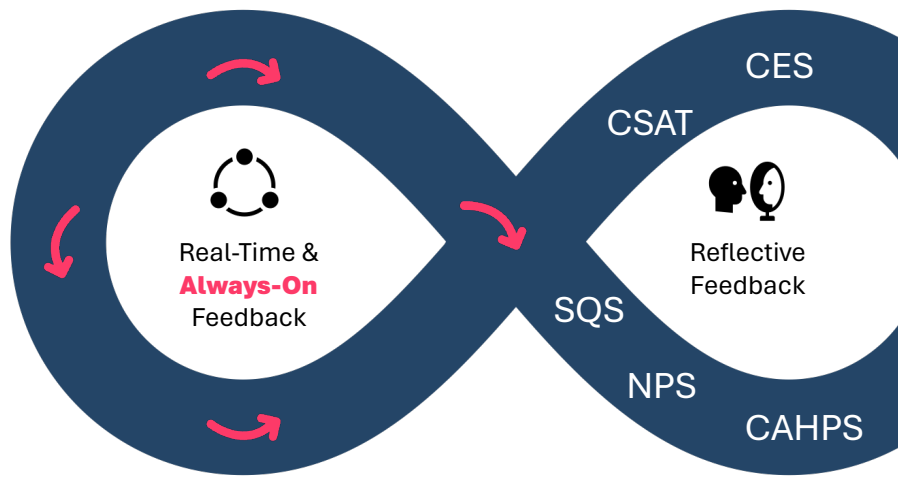 Real-Time &
Always-On
Feedback
CES
CSAT
Reflective
Feedback
SQS
NPS
CAHPS